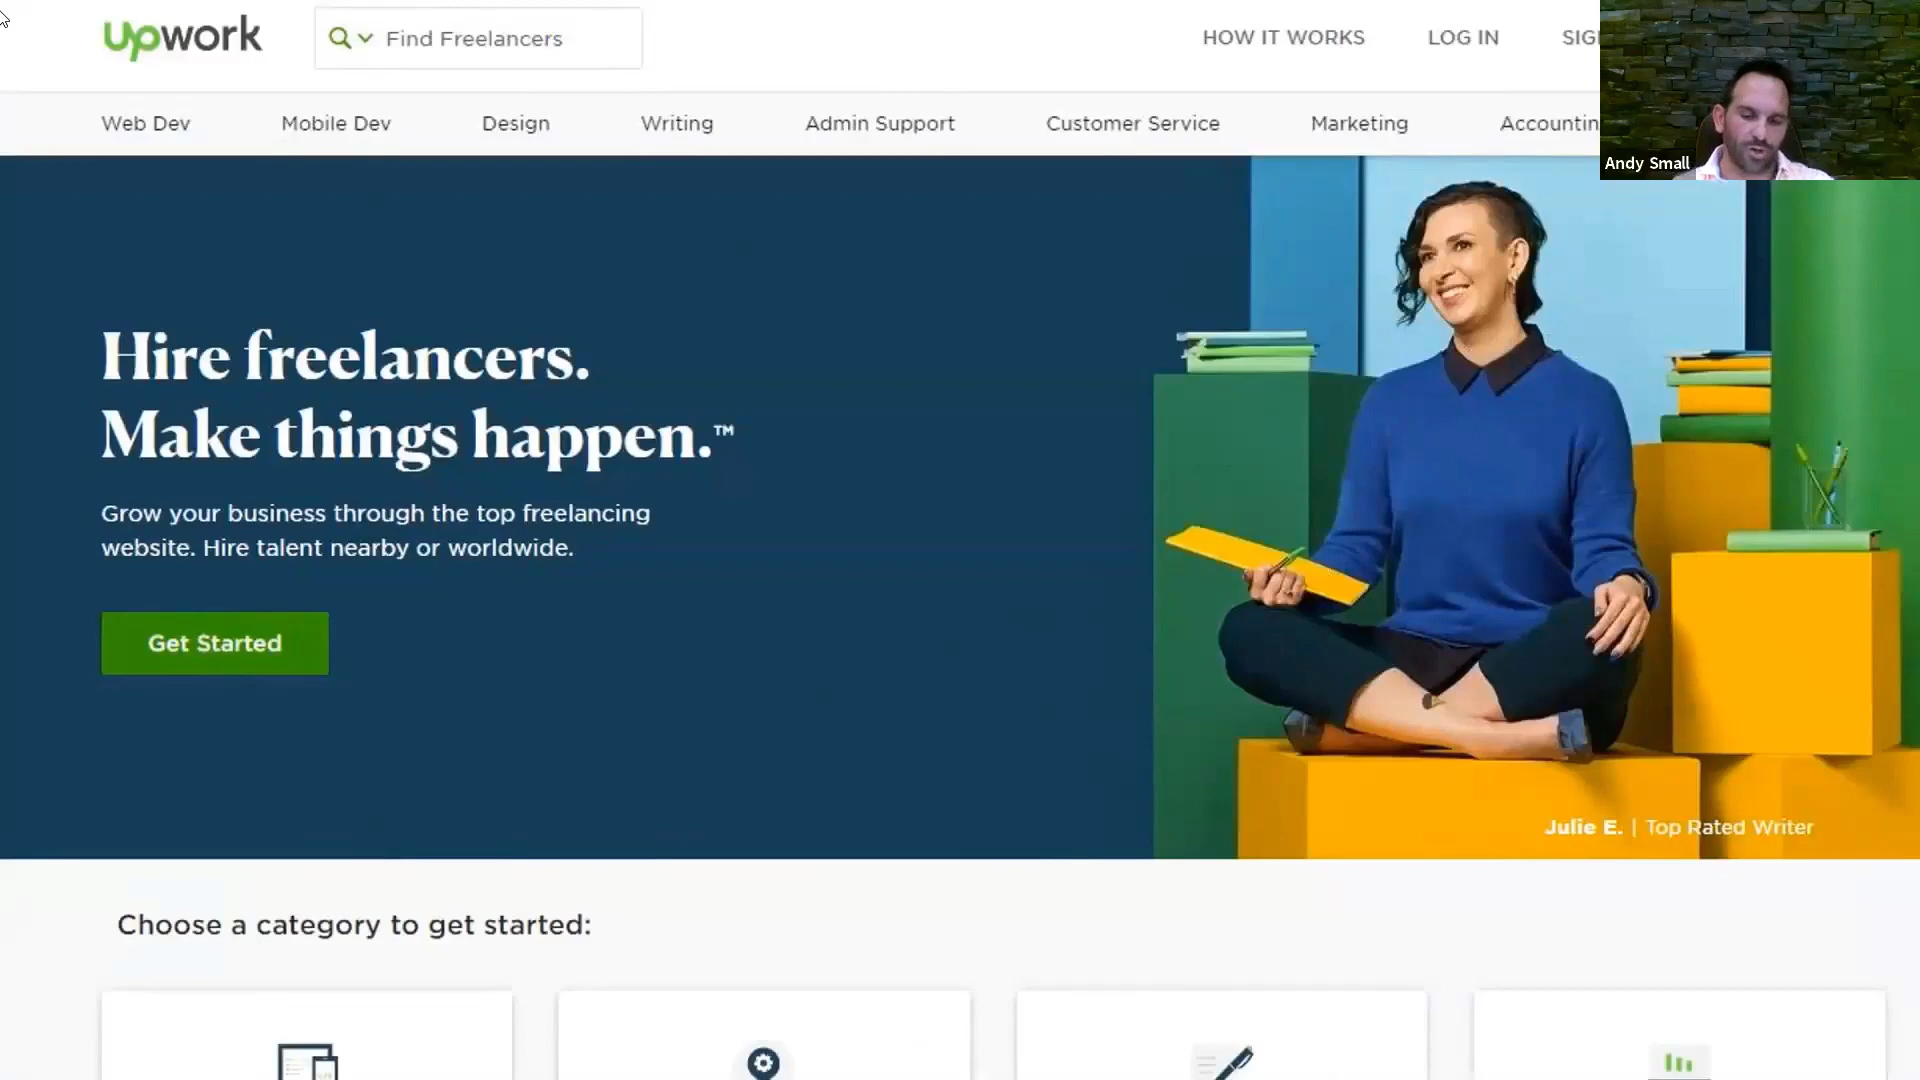 upwork
Find Freelancers
HOW IT WORKS
LOG IN
Web Dev
Mobile Dev
Design
Writing
Admin Support
Customer Service
Marketing
Andy Small
Hire freelancers.
Make things happen.™
Grow your business through the top freelancing
website. Hire talent nearby or worldwide.
Get Started
Julie E. | Top Rated Writer
Choose a category to get started: